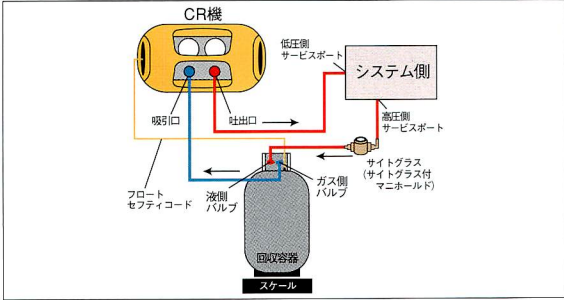 CR機
低圧側
サービスポート
システム側
吸引口
吐出口
高圧側
サービスポート
サイトグラス
(サイトグラス付
マニホールド)
フロート
セフティコード
液側
バルブ
ガス側
バルブ
回収容器
スケール